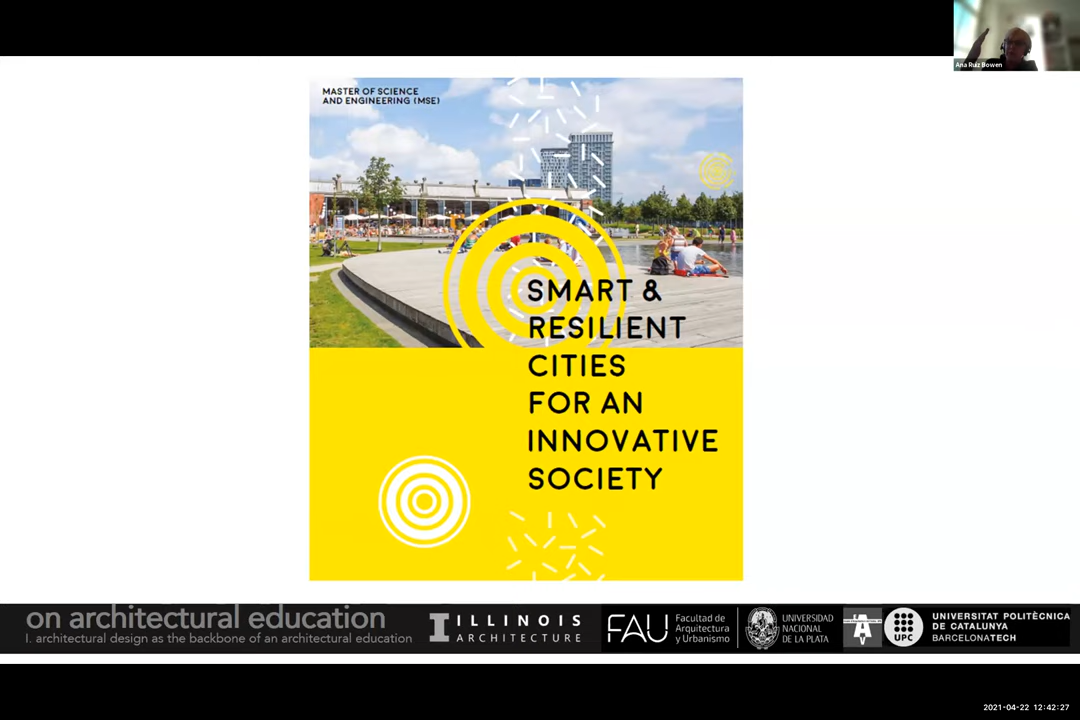 Ana Ruiz Bowen
MASTER OF SCIENCE
AND ENGINEERING (MSE)
SMART &
RESILIENT
CITIES
FOR AN
INNOVATIVE
SOCIETY
on architectural education
I. architectural design as the backbone of an architectural education
ILLINOIS
ARCHITECTURE
FAU
Facultad de
Arquitectura
y Urbanismo
UNIVERSIDAD
NACIONAL
DE LA PLATA
UPC
UNIVERSITAT POLITÈCNICA
DE CATALUNYA
BARCELONATECH
2021-04-22 12:42:27